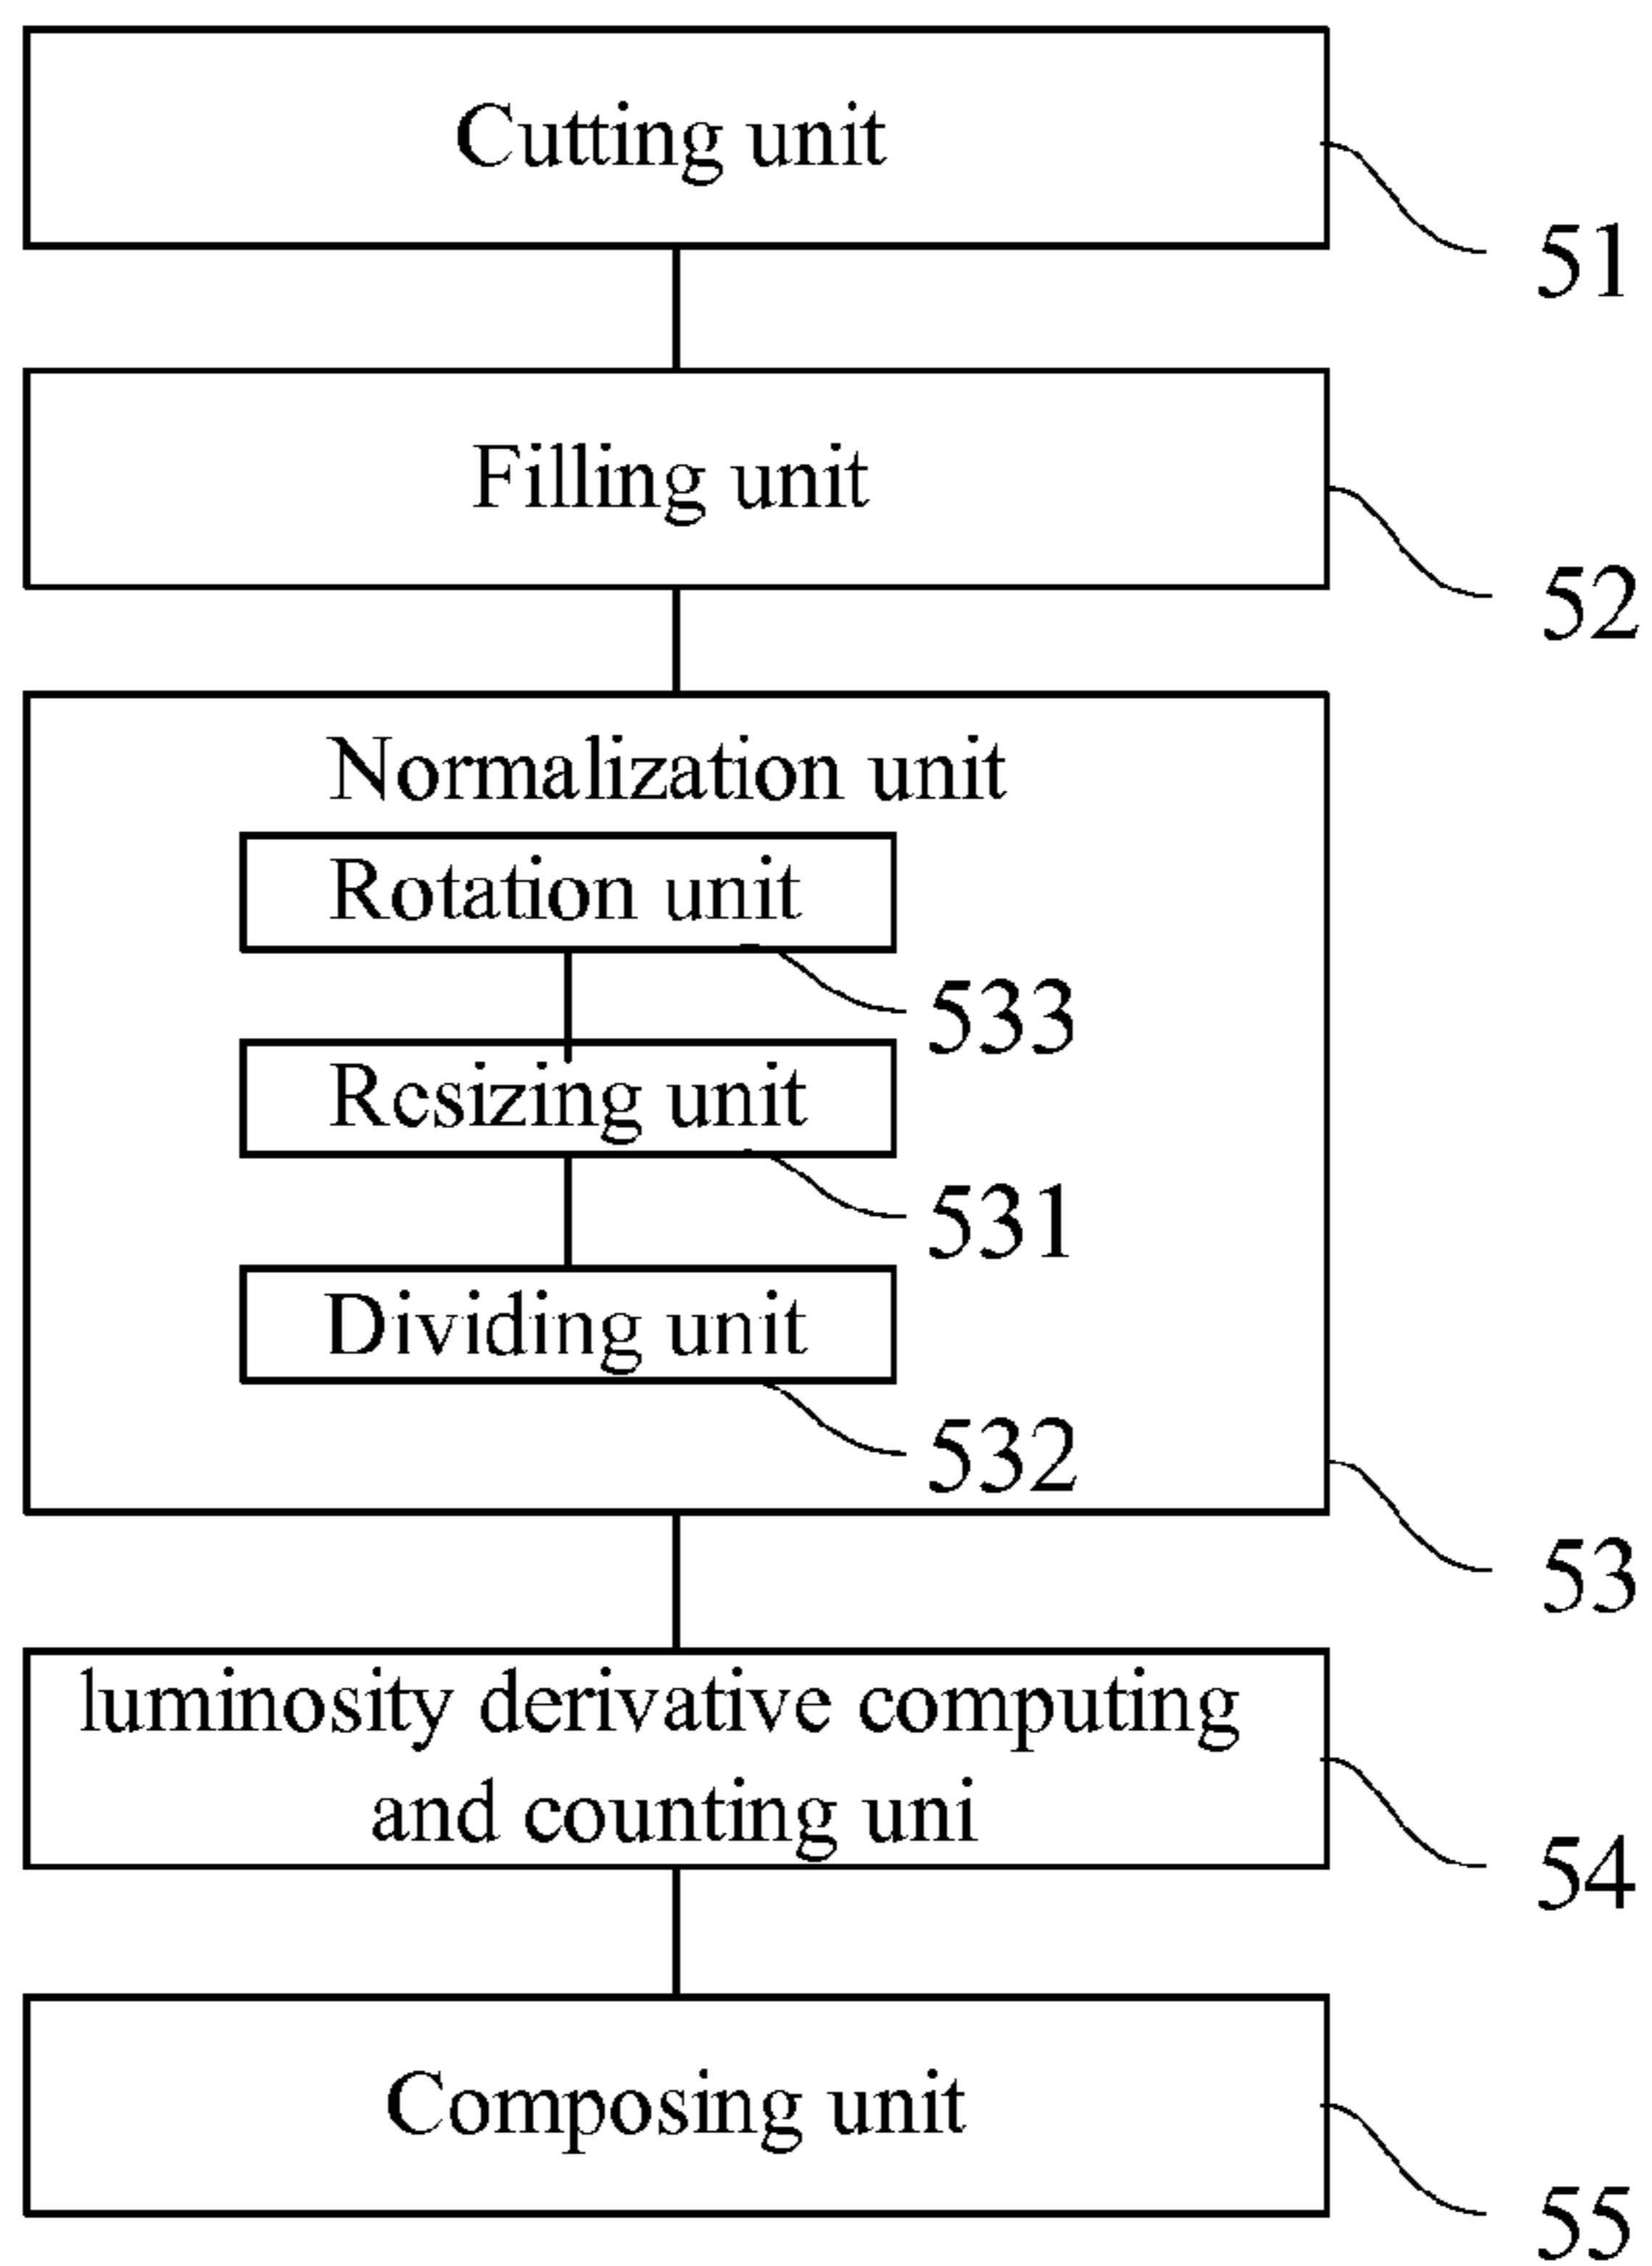 Cutting unit
51
Filling unit
52
Normalization unit
Rotation unit
533
Resizing unit
531
Dividing unit
532
53
luminosity derivative computing
and counting uni
54
Composing unit
55